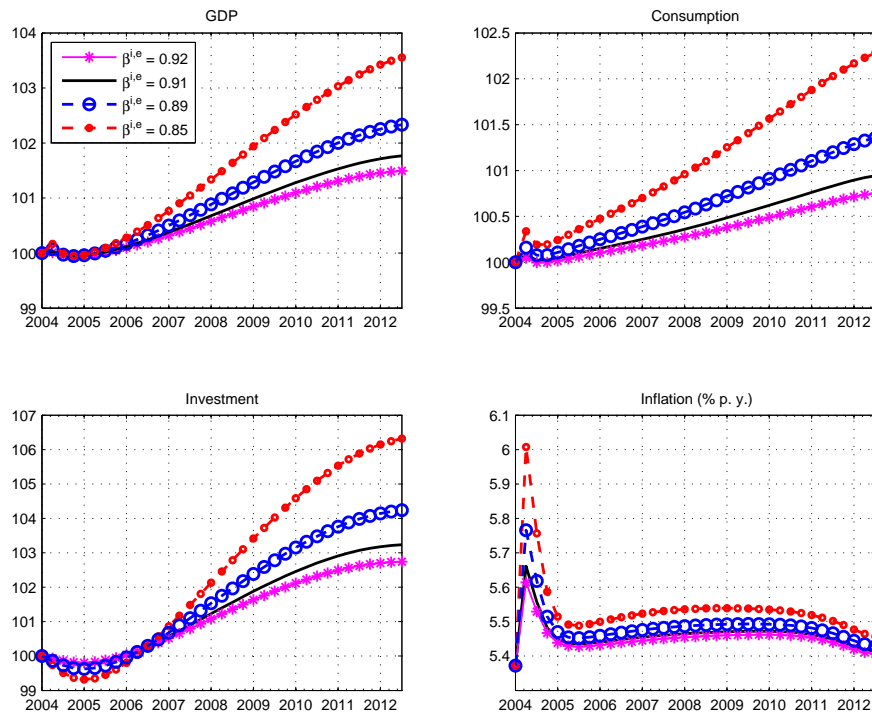 GDP
104
103
102
101
100
99
2004 2005 2006 2007 2008 2009 2010 2011 2012
β^{i,e} = 0.92
β^{i,e} = 0.91
β^{i,e} = 0.89
β^{i,e} = 0.85
Consumption
102.5
102
101.5
101
100.5
100
99.5
2004 2005 2006 2007 2008 2009 2010 2011 2012
Investment
107
106
105
104
103
102
101
100
99
2004 2005 2006 2007 2008 2009 2010 2011 2012
Inflation (% p. y.)
6.1
6
5.9
5.8
5.7
5.6
5.5
5.4
2004 2005 2006 2007 2008 2009 2010 2011 2012